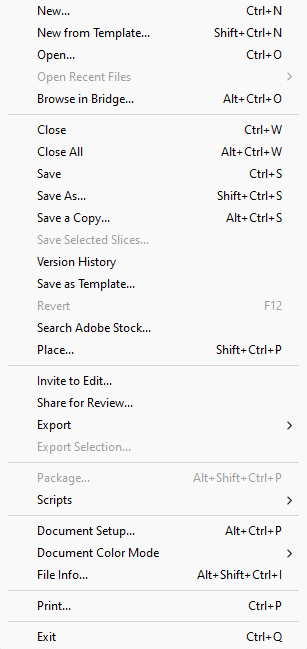 New... Ctrl+N
New from Template... Shift+Ctrl+N
Open... Ctrl+O
Open Recent Files
Browse in Bridge... Alt+Ctrl+O
Close Ctrl+W
Close All Alt+Ctrl+W
Save Ctrl+S
Save As... Shift+Ctrl+S
Save a Copy... Alt+Ctrl+S
Save Selected Slices...
Version History
Save as Template...
Revert F12
Search Adobe Stock...
Place... Shift+Ctrl+P
Invite to Edit...
Share for Review...
Export
Export Selection...
Package... Alt+Shift+Ctrl+P
Scripts
Document Setup... Alt+Ctrl+P
Document Color Mode
File Info... Alt+Shift+Ctrl+I
Print... Ctrl+P
Exit Ctrl+Q